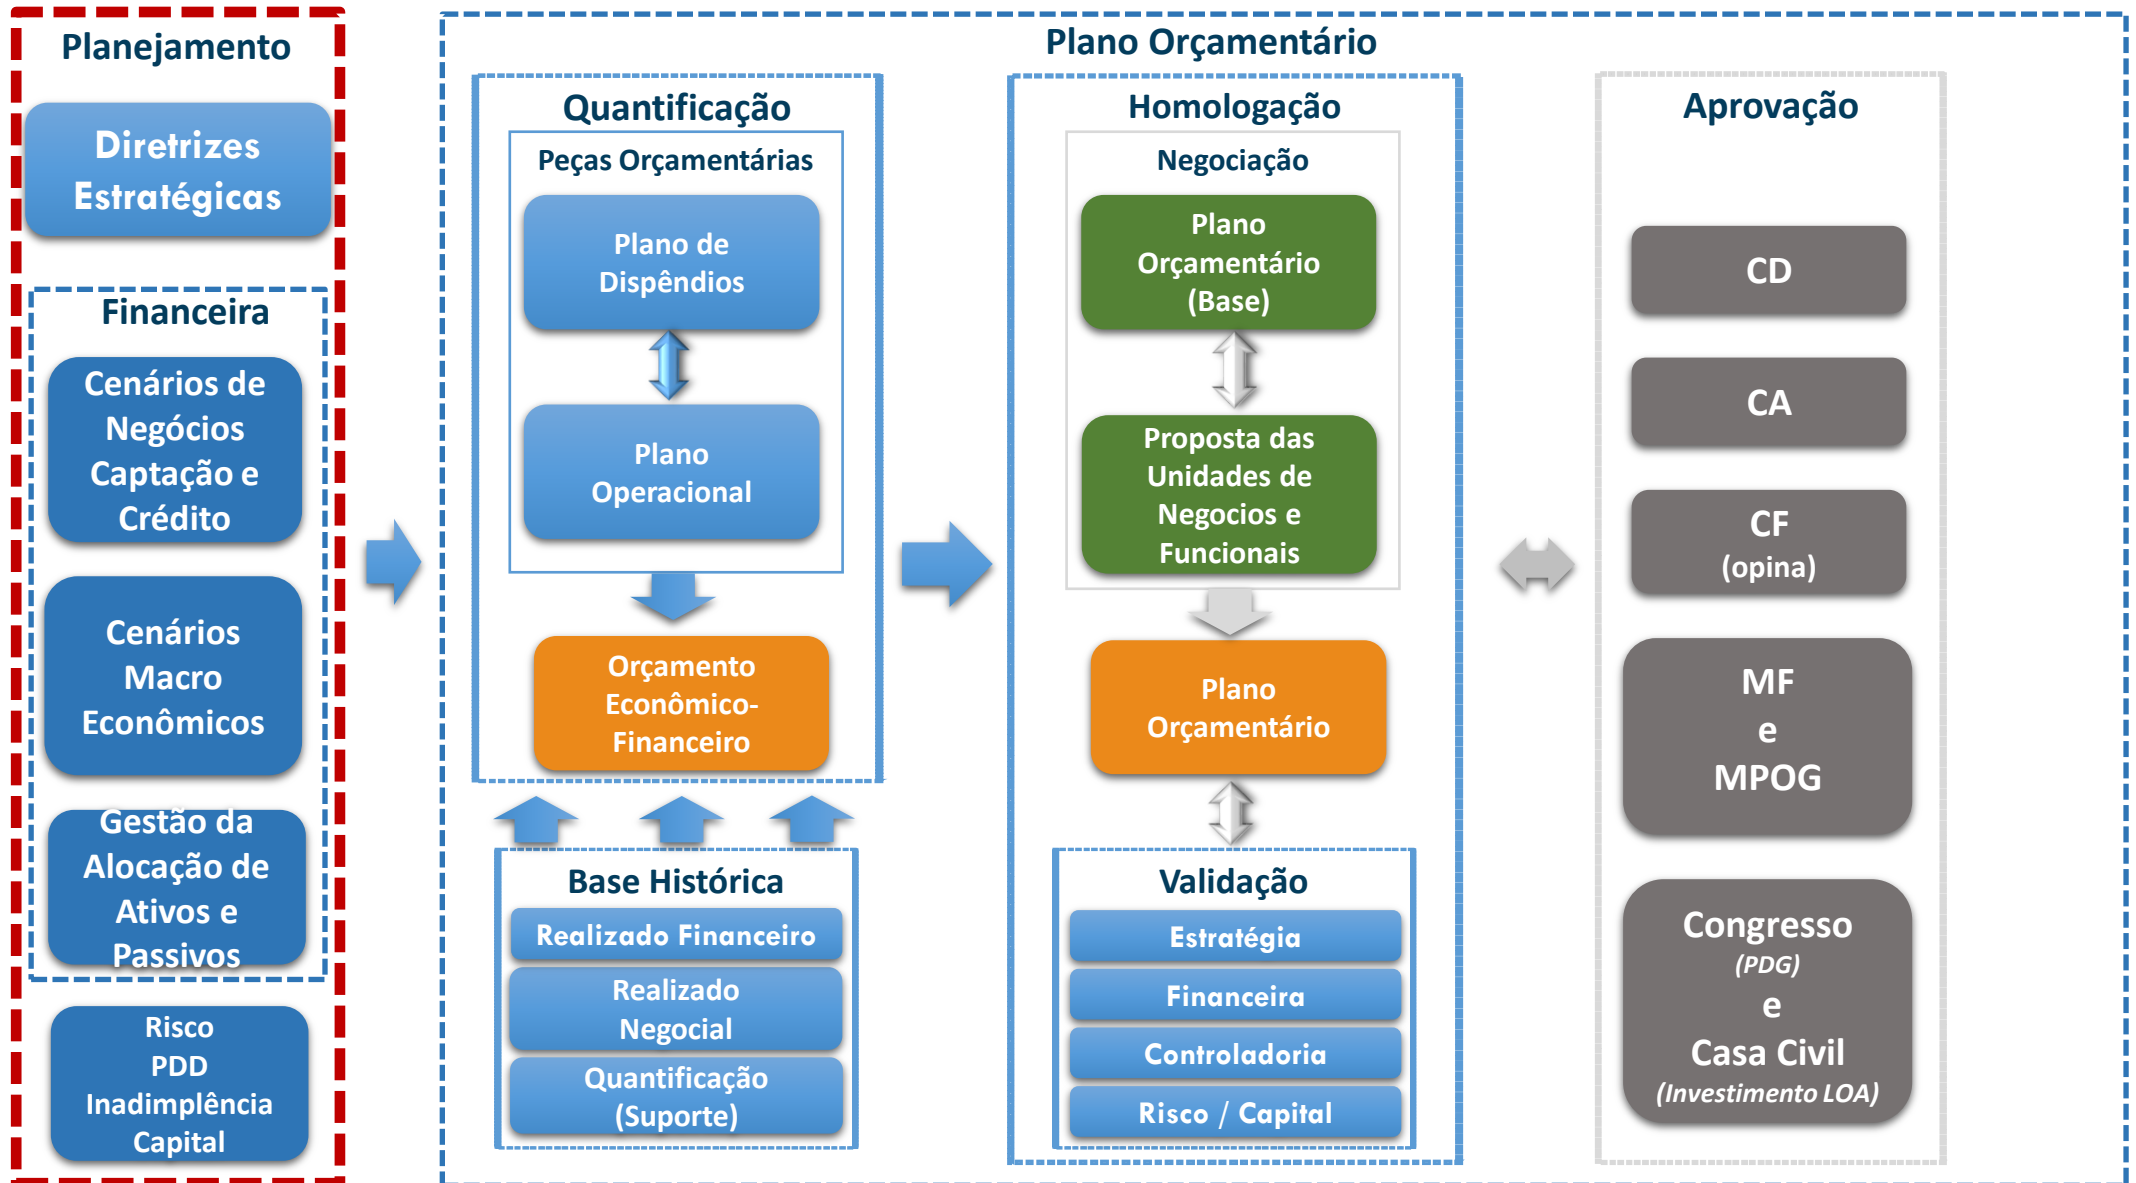 Planejamento
Diretrizes
Estratégicas
Financeira
Cenários de
Negócios
Captação e
Crédito
Cenários
Macro
Econômicos
Gestão da
Alocação de
Ativos e
Passivos
Risco
PDD
Inadimplência
Capital
Plano Orçamentário
Quantificação
Peças Orçamentárias
Plano de
Dispêndios
Plano
Operacional
Orçamento
Econômico-
Financeiro
Base Histórica
Realizado Financeiro
Realizado
Negocial
Quantificação
(Suporte)
Homologação
Negociação
Plano
Orçamentário
(Base)
Proposta das
Unidades de
Negocios e
Funcionais
Plano
Orçamentário
Validação
Estratégia
Financeira
Controladoria
Risco / Capital
Aprovação
CD
CA
CF
(opina)
MF
e
MPOG
Congresso
(PDG)
e
Casa Civil
(Investimento LOA)